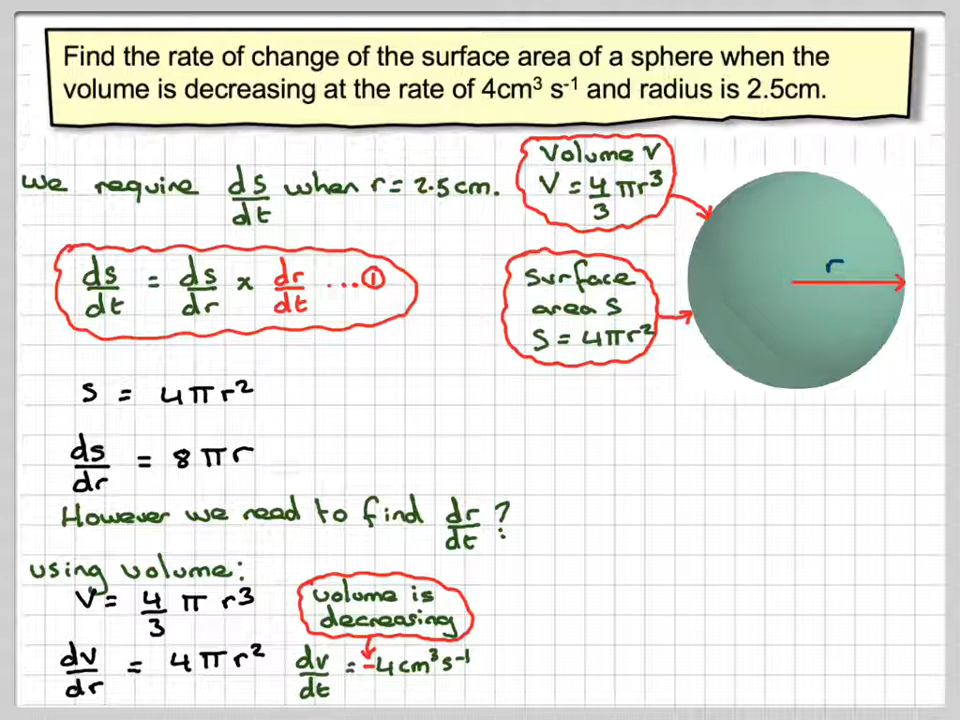 Find the rate of change of the surface area of a sphere when the
volume is decreasing at the rate of 4cm³ s⁻¹ and radius is 2.5cm.
We require ds/dt when r = 2.5cm.
Volume V
V = 4/3 πr³
ds/dt = ds/dr × dr/dt ...①
Surface
area S
S = 4πr²
r
S = 4πr²
ds/dr = 8πr
However we need to find dr/dt?
using volume:
V = 4/3 π r³
volume is
decreasing
dv/dr = 4πr²
dv/dt = -4cm³s⁻¹